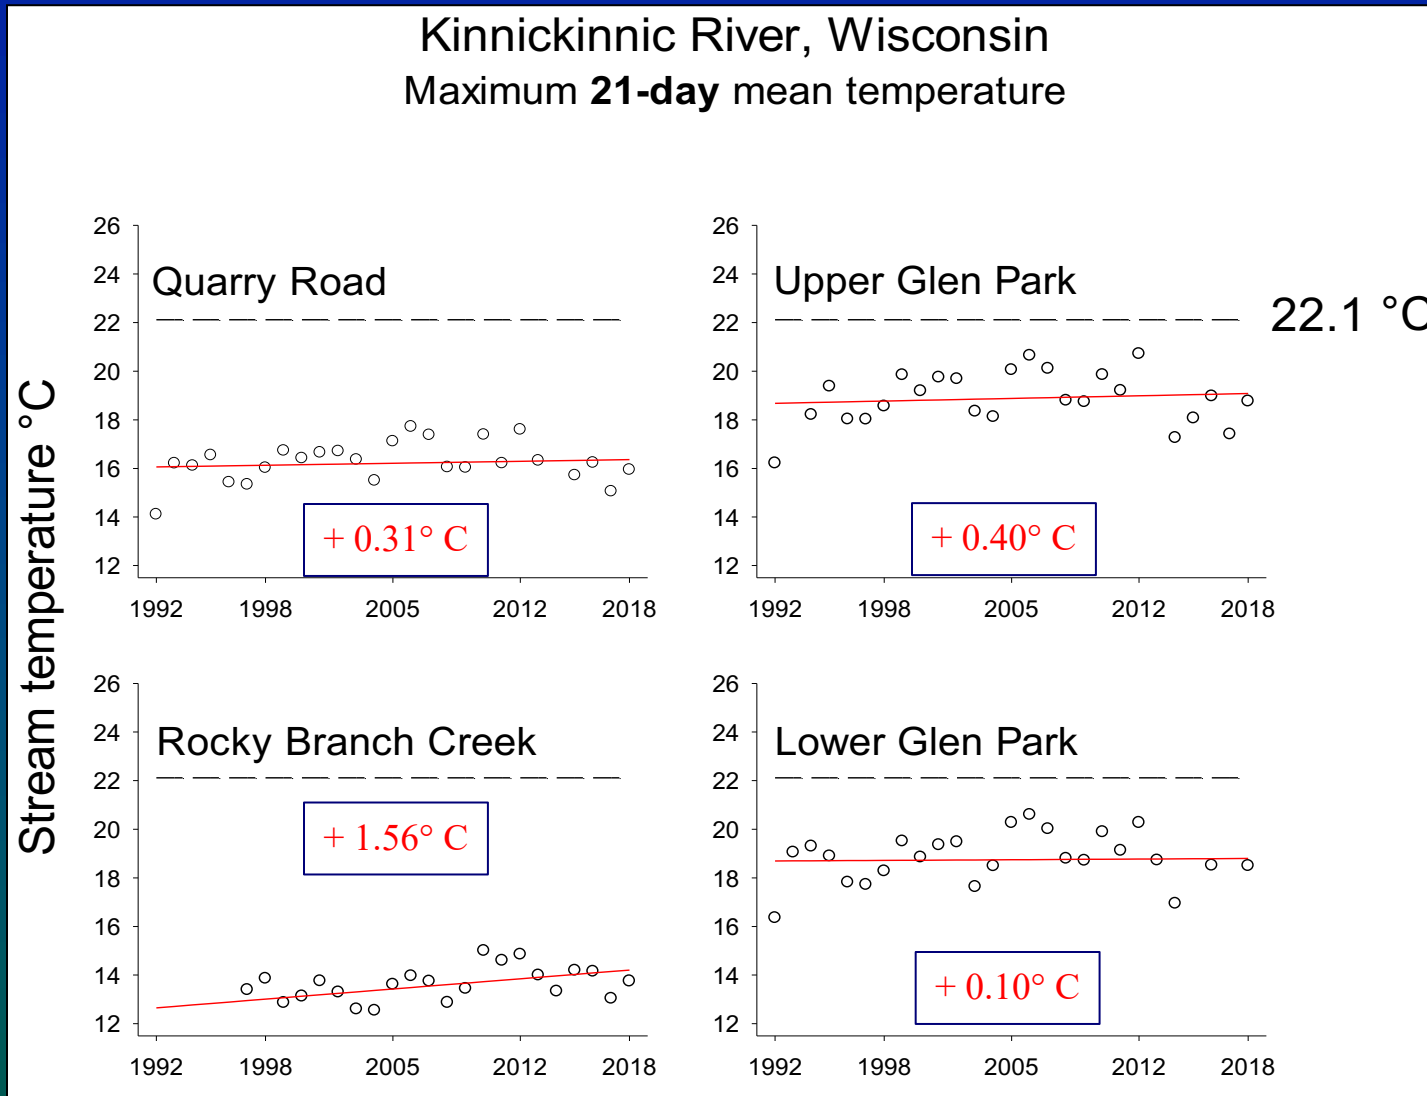 Kinnickinnic River, Wisconsin
Maximum 21-day mean temperature
Stream temperature °C
26
24
22
20
18
16
14
12
Quarry Road
+ 0.31° C
1992 1998 2005 2012 2018
26
24
22
20
18
16
14
12
Upper Glen Park
22.1 °C
+ 0.40° C
1992 1998 2005 2012 2018
26
24
22
20
18
16
14
12
Rocky Branch Creek
+ 1.56° C
1992 1998 2005 2012 2018
26
24
22
20
18
16
14
12
Lower Glen Park
+ 0.10° C
1992 1998 2005 2012 2018